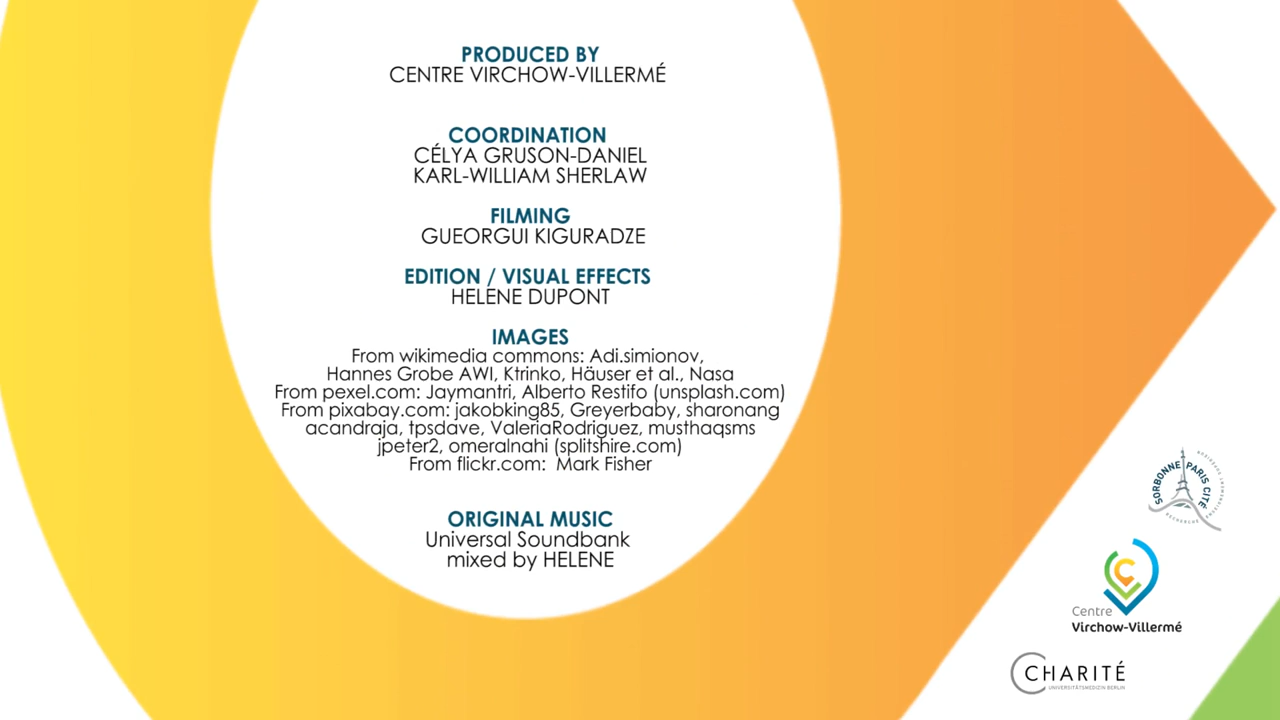 PRODUCED BY
CENTRE VIRCHOW-VILLERMÉ
COORDINATION
CÉLYA GRUSON-DANIEL
KARL-WILLIAM SHERLAW
FILMING
GUEORGUI KIGURADZE
EDITION / VISUAL EFFECTS
HELENE DUPONT
IMAGES
From wikimedia commons: Adi.simionov,
Hannes Grobe AWI, Ktrinko, Häuser et al., Nasa
From pexel.com: Jaymantri, Alberto Restifo (unsplash.com)
From pixabay.com: jakobking85, Greyerbaby, sharonang
acandraja, tpsdave, ValeriaRodriguez, musthaqsms
jpeter2, omeralnahi (splitshire.com)
From flickr.com: Mark Fisher
ORIGINAL MUSIC
Universal Soundbank
mixed by HELENE
SORBONNE PARIS CITÉ
Centre
Virchow-Villermé
CHARITÉ
UNIVERSITÄTSMEDIZIN BERLIN